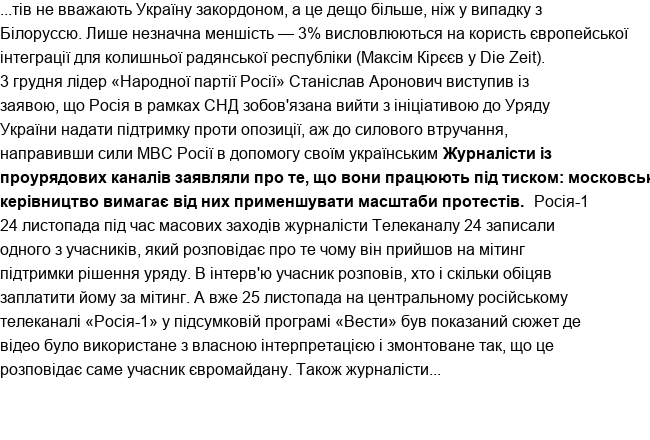 ...тів не вважають Україну закордоном, а це дещо більше, ніж у випадку з
Білоруссю. Лише незначна меншість — 3% висловлюються на користь європейської
інтеграції для колишньої радянської республіки (Максім Кірєєв у Die Zeit).
3 грудня лідер «Народної партії Росії» Станіслав Аронович виступив із
заявою, що Росія в рамках СНД зобов'язана вийти з ініціативою до Уряду
України надати підтримку проти опозиції, аж до силового втручання,
направивши сили МВС Росії в допомогу своїм українським Журналісти із
проурядових каналів заявляли про те, що вони працюють під тиском: московськ
керівництво вимагає від них применшувати масштаби протестів. Росія-1
24 листопада під час масових заходів журналісти Телеканалу 24 записали
одного з учасників, який розповідає про те чому він прийшов на мітинг
підтримки рішення уряду. В інтерв'ю учасник розповів, хто і скільки обіцяв
заплатити йому за мітинг. А вже 25 листопада на центральному російському
телеканалі «Росія-1» у підсумковій програмі «Вести» був показаний сюжет де
відео було використане з власною інтерпретацією і змонтоване так, що це
розповідає саме учасник євромайдану. Також журналісти...